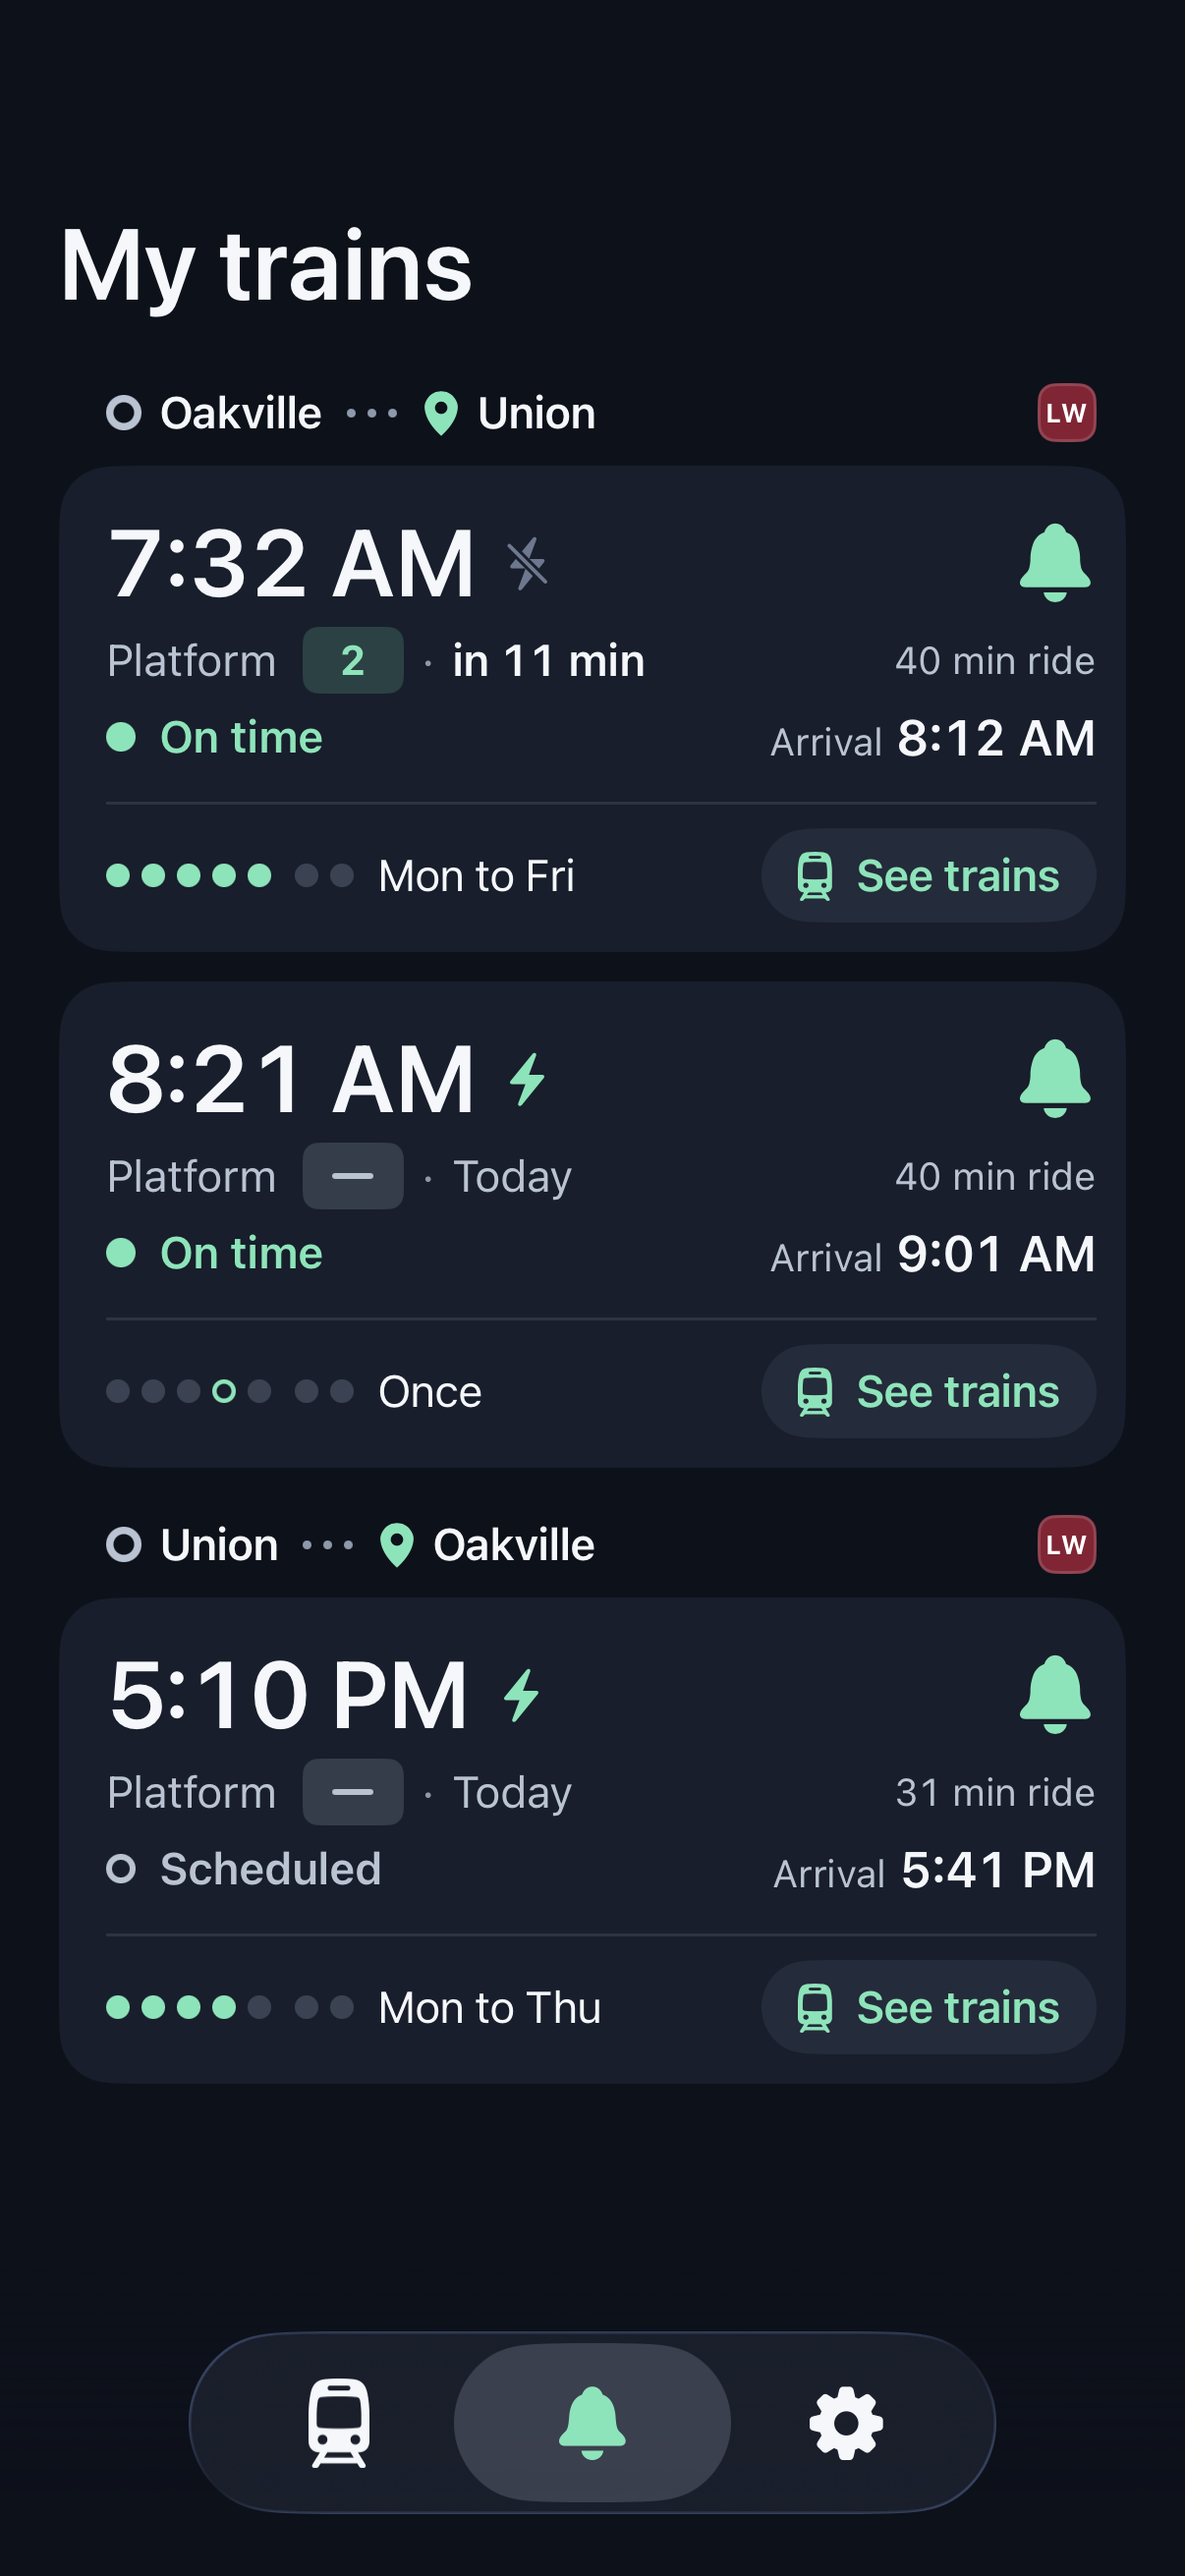 My trains
Oakville ··· Union LW
7:32 AM
Platform 2 · in 11 min 40 min ride
On time Arrival 8:12 AM
Mon to Fri See trains
8:21 AM
Platform — · Today 40 min ride
On time Arrival 9:01 AM
Once See trains
Union ··· Oakville LW
5:10 PM
Platform — · Today 31 min ride
Scheduled Arrival 5:41 PM
Mon to Thu See trains